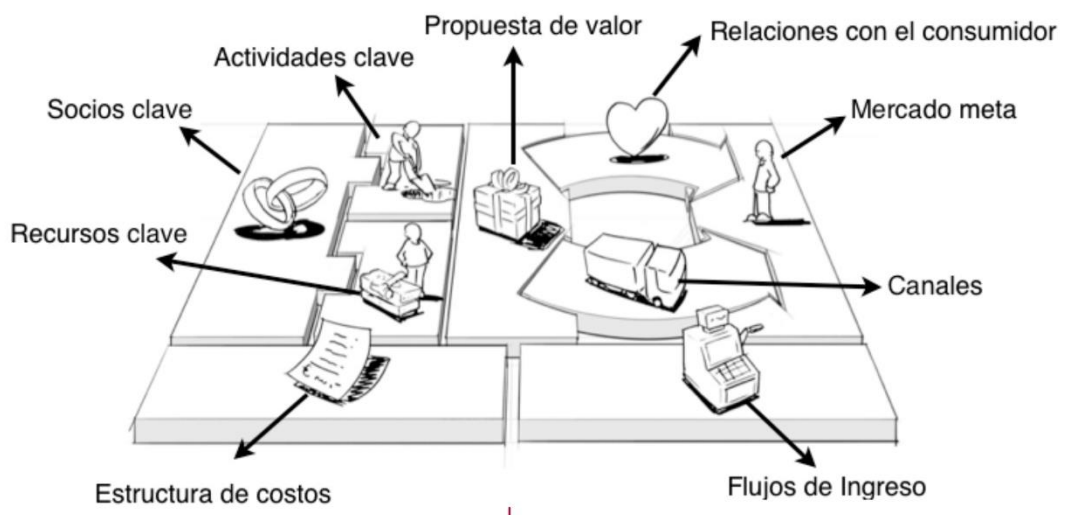 Propuesta de valor
Relaciones con el consumidor
Actividades clave
Socios clave
Mercado meta
Recursos clave
Canales
Estructura de costos
Flujos de Ingreso